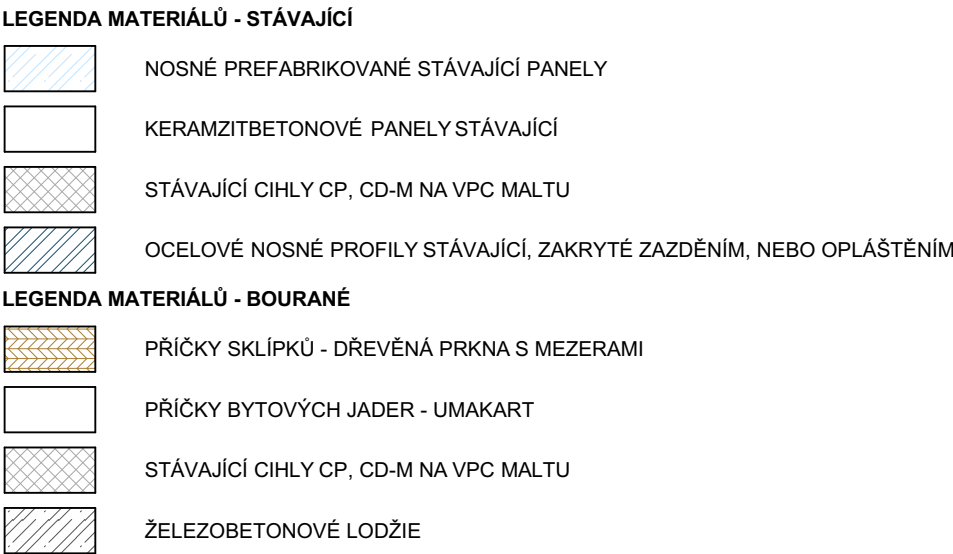 LEGENDA MATERIÁLŮ - STÁVAJÍCÍ
NOSNÉ PREFABRIKOVANÉ STÁVAJÍCÍ PANELY
KERAMZITBETONOVÉ PANELY STÁVAJÍCÍ
STÁVAJÍCÍ CIHLY CP, CD-M NA VPC MALTU
OCELOVÉ NOSNÉ PROFILY STÁVAJÍCÍ, ZAKRYTÉ ZAZDĚNÍM, NEBO OPLÁŠTĚNÍM
LEGENDA MATERIÁLŮ - BOURANÉ
PŘÍČKY SKLÍPKŮ - DŘEVĚNÁ PRKNA S MEZERAMI
PŘÍČKY BYTOVÝCH JADER - UMAKART
STÁVAJÍCÍ CIHLY CP, CD-M NA VPC MALTU
ŽELEZOBETONOVÉ LODŽIE